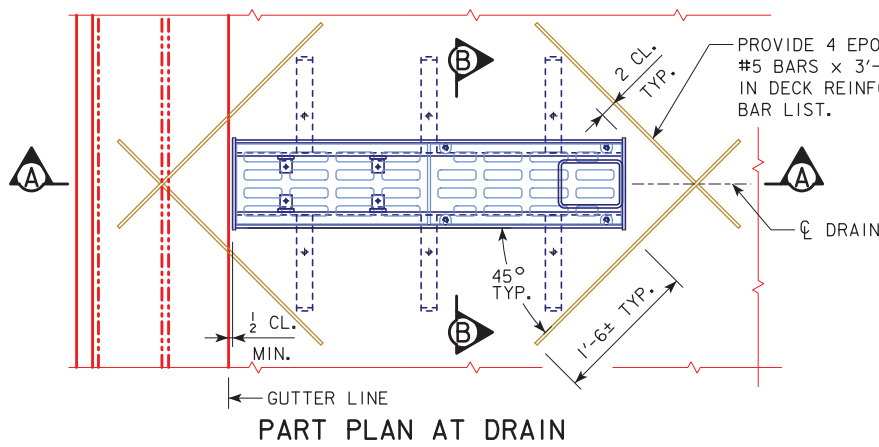 B
2 CL.
TYP.
PROVIDE 4 EPO
#5 BARS x 3'-
IN DECK REINFO
BAR LIST.
A
A
℄ DRAIN
45°
TYP.
1'-6± TYP.
½ CL.
MIN.
B
GUTTER LINE
PART PLAN AT DRAIN